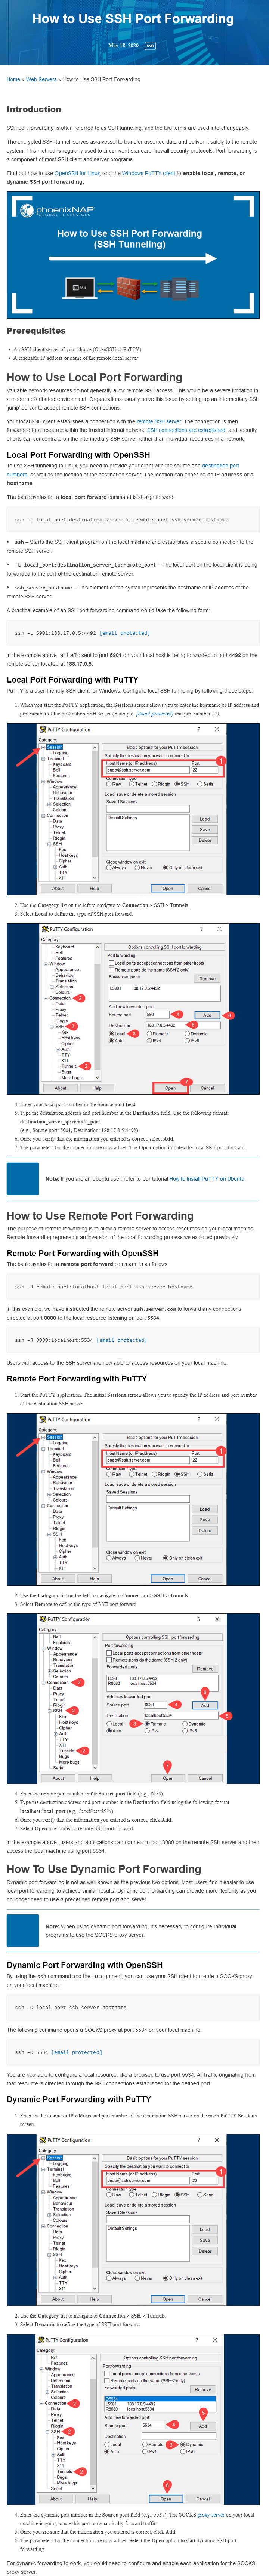 How to Use SSH Port Forwarding
May 18, 2020
SSH
Home » Web Servers » How to Use SSH Port Forwarding
Introduction
SSH port forwarding is often referred to as SSH tunneling, and the two terms are used interchangeably.
The encrypted SSH 'tunnel' serves as a vessel to transfer assorted data and deliver it safely to the remote
system. This method is regularly used to circumvent standard firewall security protocols. Port-forwarding is
a component of most SSH client and server programs.
Find out how to use OpenSSH for Linux, and the Windows PuTTY client to enable local, remote, or
dynamic SSH port forwarding.
phoenixNAP
GLOBAL IT SERVICES
How to Use SSH Port Forwarding
(SSH Tunneling)
Prerequisites
• An SSH client/server of your choice (OpenSSH or PuTTY)
• A reachable IP address or name of the remote/local server
How to Use Local Port Forwarding
Valuable network resources do not generally allow remote SSH access. This would be a severe limitation in
a modern distributed environment. Organizations usually solve this issue by setting up an intermediary SSH
'jump' server to accept remote SSH connections.
Your local SSH client establishes a connection with the remote SSH server. The connection is then
forwarded to a resource within the trusted internal network. SSH connections are established, and security
efforts can concentrate on the intermediary SSH server rather than individual resources in a network.
Local Port Forwarding with OpenSSH
To use SSH tunneling in Linux, you need to provide your client with the source and destination port
numbers, as well as the location of the destination server. The location can either be an IP address or a
hostname.
The basic syntax for a local port forward is straightforward:
ssh -L local_port:destination_server_ip:remote_port ssh_server_hostname
• ssh – Starts the SSH client program on the local machine and establishes a secure connection to the
remote SSH server.
• -L local_port:destination_server_ip:remote_port – The local port on the local client is being
forwarded to the port of the destination remote server.
• ssh_server_hostname – This element of the syntax represents the hostname or IP address of the
remote SSH server.
A practical example of an SSH port forwarding command would take the following form:
ssh –L 5901:188.17.0.5:4492 [email protected]
In the example above, all traffic sent to port 5901 on your local host is being forwarded to port 4492 on the
remote server located at 188.17.0.5.
Local Port Forwarding with PuTTY
PuTTY is a user-friendly SSH client for Windows. Configure local SSH tunneling by following these steps:
1. When you start the PuTTY application, the Sessions screen allows you to enter the hostname or IP address and
port number of the destination SSH server (Example: [email protected] and port number 22).
PuTTY Configuration ? ×
Category:
Session
Logging
Terminal
Keyboard
Bell
Features
Window
Appearance
Behaviour
Translation
Selection
Colours
Connection
Data
Proxy
Telnet
Rlogin
SSH
Kex
Host keys
Cipher
Auth
TTY
X11
Basic options for your PuTTY session
Specify the destination you want to connect to
Host Name (or IP address) Port
pnap@ssh.server.com 22
1
Connection type:
Raw Telnet Rlogin SSH Serial
Load, save or delete a stored session
Saved Sessions
Default Settings
Load
Save
Delete
Close window on exit:
Always Never Only on clean exit
About Help Open Cancel
2. Use the Category list on the left to navigate to Connection > SSH > Tunnels.
3. Select Local to define the type of SSH port forward.
PuTTY Configuration ? ×
Category:
Keyboard
Bell
Features
Window
Appearance
Behaviour
Translation
Selection
Colours
Connection 2
Data
Proxy
Telnet
Rlogin
SSH 2
Kex
Host keys
Cipher
Auth
TTY
X11
Tunnels 2
Bugs
More bugs
Options controlling SSH port forwarding
Port forwarding
Local ports accept connections from other hosts
Remote ports do the same (SSH-2 only)
Forwarded ports: Remove
L5901 188.17.0.5:4492
Add new forwarded port:
Source port 5901 4 Add 6
Destination 188.17.0.5:4492 5
Local 3 Remote Dynamic
Auto IPv4 IPv6
7
About Help Open Cancel
4. Enter your local port number in the Source port field.
5. Type the destination address and port number in the Destination field. Use the following format:
destination_server_ip:remote_port.
(e.g., Source port: 5901, Destination: 188.17.0.5:4492)
6. Once you verify that the information you entered is correct, select Add.
7. The parameters for the connection are now all set. The Open option initiates the local SSH port-forward.
Note: If you are an Ubuntu user, refer to our tutorial How to Install PuTTY on Ubuntu.
How to Use Remote Port Forwarding
The purpose of remote forwarding is to allow a remote server to access resources on your local machine.
Remote forwarding represents an inversion of the local forwarding process we explored previously.
Remote Port Forwarding with OpenSSH
The basic syntax for a remote port forward command is as follows:
ssh –R remote_port:localhost:local_port ssh_server_hostname
In this example, we have instructed the remote server ssh.server.com to forward any connections
directed at port 8080 to the local resource listening on port 5534.
ssh –R 8080:localhost:5534 [email protected]
Users with access to the SSH server are now able to access resources on your local machine.
Remote Port Forwarding with PuTTY
1. Start the PuTTY application. The initial Sessions screen allows you to specify the IP address and port number
of the destination SSH server.
PuTTY Configuration ? ×
Category:
Session
Logging
Terminal
Keyboard
Bell
Features
Window
Appearance
Behaviour
Translation
Selection
Colours
Connection
Data
Proxy
Telnet
Rlogin
SSH
Kex
Host keys
Cipher
Auth
TTY
X11
Basic options for your PuTTY session
Specify the destination you want to connect to
Host Name (or IP address) Port
pnap@ssh.server.com 22
1
Connection type:
Raw Telnet Rlogin SSH Serial
Load, save or delete a stored session
Saved Sessions
Default Settings
Load
Save
Delete
Close window on exit:
Always Never Only on clean exit
About Help Open Cancel
2. Use the Category list on the left to navigate to Connection > SSH > Tunnels.
3. Select Remote to define the type of SSH port forward.
PuTTY Configuration ? ×
Category:
Bell
Features
Window
Appearance
Behaviour
Translation
Selection
Colours
Connection 2
Data
Proxy
Telnet
Rlogin
SSH 2
Kex
Host keys
Cipher
Auth
TTY
X11
Tunnels 2
Bugs
More bugs
Serial
Options controlling SSH port forwarding
Port forwarding
Local ports accept connections from other hosts
Remote ports do the same (SSH-2 only)
Forwarded ports: Remove
L5901 188.17.0.5:4492
R8080 localhost:5534
Add new forwarded port:
Source port 8080 4 Add
Destination localhost:5534
Local 3 Remote Dynamic
Auto IPv4 IPv6
7
About Help Open Cancel
4. Enter the remote port number in the Source port field (e.g., 8080).
5. Type the destination address and port number in the Destination field using the following format
localhost:local_port (e.g., localhost:5534).
6. Once you verify that the information you entered is correct, click Add.
7. Select Open to establish a remote SSH port forward.
In the example above, users and applications can connect to port 8080 on the remote SSH server and then
access the local machine using port 5534.
How To Use Dynamic Port Forwarding
Dynamic port forwarding is not as well-known as the previous two options. Most users find it easier to use
local port forwarding to achieve similar results. Dynamic port forwarding can provide more flexibility as you
no longer need to use a predefined remote port and server.
Note: When using dynamic port forwarding, it's necessary to configure individual
programs to use the SOCKS proxy server.
Dynamic Port Forwarding with OpenSSH
By using the ssh command and the –D argument, you can use your SSH client to create a SOCKS proxy
on your local machine.
ssh –D local_port ssh_server_hostname
The following command opens a SOCKS proxy at port 5534 on your local machine:
ssh –D 5534 [email protected]
You are now able to configure a local resource, like a browser, to use port 5534. All traffic originating from
that resource is directed through the SSH connections established for the defined port.
Dynamic Port Forwarding with PuTTY
1. Enter the hostname or IP address and port number of the destination SSH server on the main PuTTY Sessions
screen.
PuTTY Configuration ? ×
Category:
Session
Logging
Terminal
Keyboard
Bell
Features
Window
Appearance
Behaviour
Translation
Selection
Colours
Connection
Data
Proxy
Telnet
Rlogin
SSH
Kex
Host keys
Cipher
Auth
TTY
X11
Basic options for your PuTTY session
Specify the destination you want to connect to
Host Name (or IP address) Port
pnap@ssh.server.com 22
1
Connection type:
Raw Telnet Rlogin SSH Serial
Load, save or delete a stored session
Saved Sessions
Default Settings
Load
Save
Delete
Close window on exit:
Always Never Only on clean exit
About Help Open Cancel
2. Use the Category list to navigate to Connection > SSH > Tunnels.
3. Select Dynamic to define the type of SSH port forward.
PuTTY Configuration ? ×
Category:
Bell
Features
Window
Appearance
Behaviour
Translation
Selection
Colours
Connection 2
Data
Proxy
Telnet
Rlogin
SSH 2
Kex
Host keys
Cipher
Auth
TTY
X11
Tunnels 2
Bugs
More bugs
Serial
Options controlling SSH port forwarding
Port forwarding
Local ports accept connections from other hosts
Remote ports do the same (SSH-2 only)
Forwarded ports: Remove
D5534
L5901 188.17.0.5:4492
R8080 localhost:5534
5
Add new forwarded port:
Source port 5534 4 Add
Destination
Local Remote 3 Dynamic
Auto IPv4 IPv6
6
About Help Open Cancel
4. Enter the dynamic port number in the Source port field (e.g., 5534). The SOCKS proxy server on your local
machine is going to use this port to dynamically forward traffic.
5. Once you are sure that the information you entered is correct, click Add.
6. The parameters for the connection are now all set. Select the Open option to start dynamic SSH port-
forwarding.
For dynamic forwarding to work, you would need to configure and enable each application for the SOCKS
proxy server.